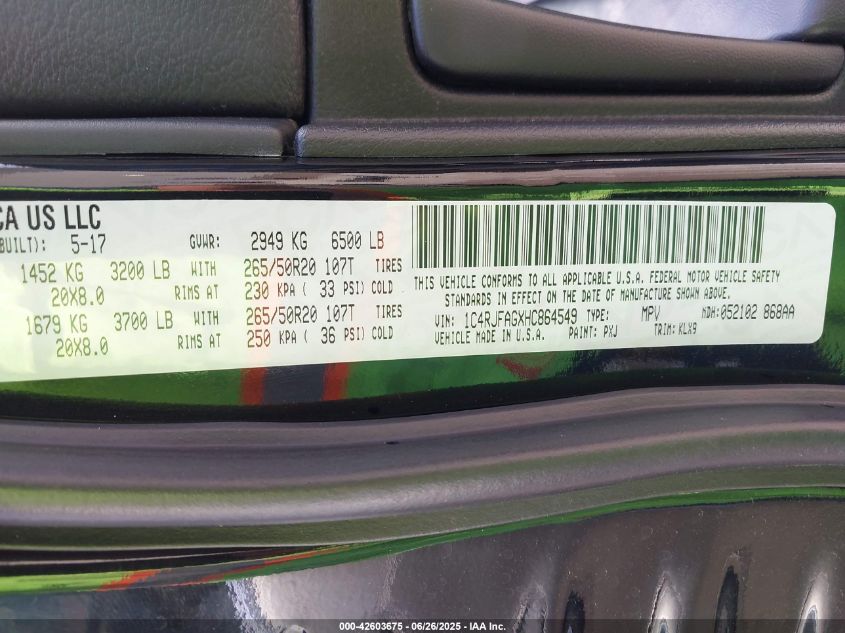 CA US LLC
BUILT): 5-17 GVWR: 2949 KG 6500 LB
1452 KG 3200 LB WITH 265/50R20 107T TIRES
20X8.0 RIMS AT 230 KPA ( 33 PSI) COLD
1679 KG 3700 LB WITH 265/50R20 107T TIRES
20X8.0 RIMS AT 250 KPA ( 36 PSI) COLD
THIS VEHICLE CONFORMS TO ALL APPLICABLE U.S.A. FEDERAL MOTOR VEHICLE SAFETY
STANDARDS IN EFFECT ON THE DATE OF MANUFACTURE SHOWN ABOVE.
VIN: 1C4RJFAGXHC864549 TYPE: MPV MDH:052102 868AA
VEHICLE MADE IN U.S.A. PAINT: PXJ TRIM: KLX9
000-42603675 / 06/26/2025 - IAA Inc.